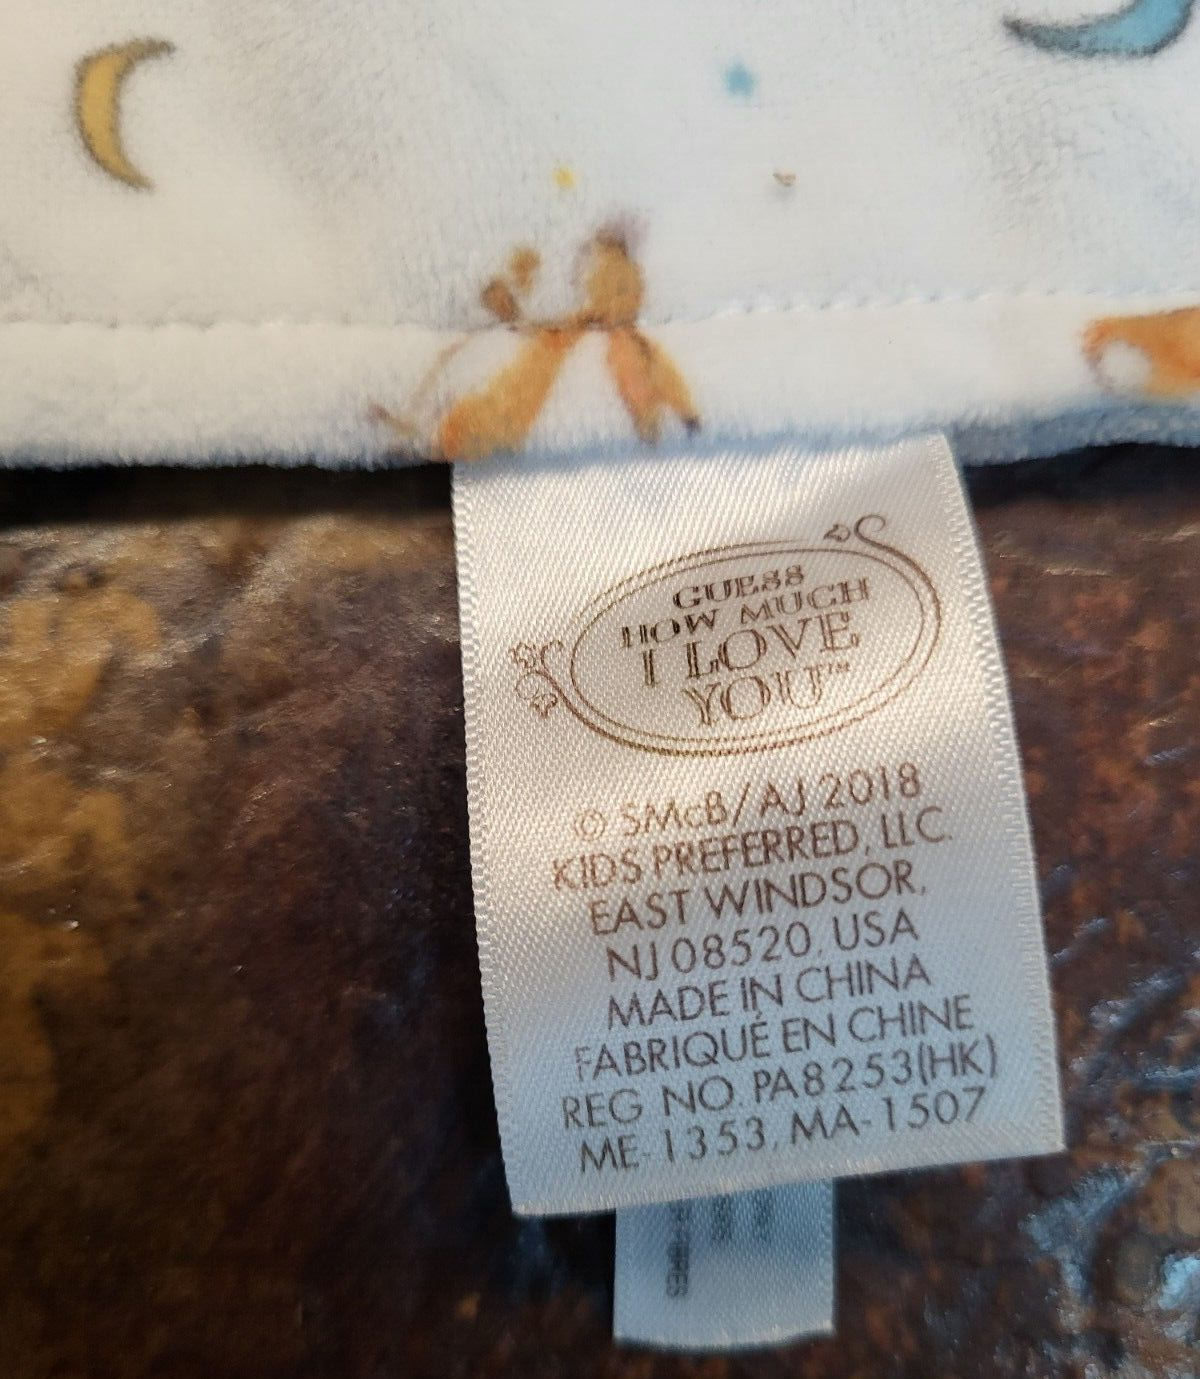 GUESS
HOW MUCH
I LOVE
YOU™
© SMcB/AJ 2018
KIDS PREFERRED, LLC.
EAST WINDSOR,
NJ 08520, USA
MADE IN CHINA
FABRIQUÉ EN CHINE
REG NO. PA8253(HK)
ME-1353, MA-1507